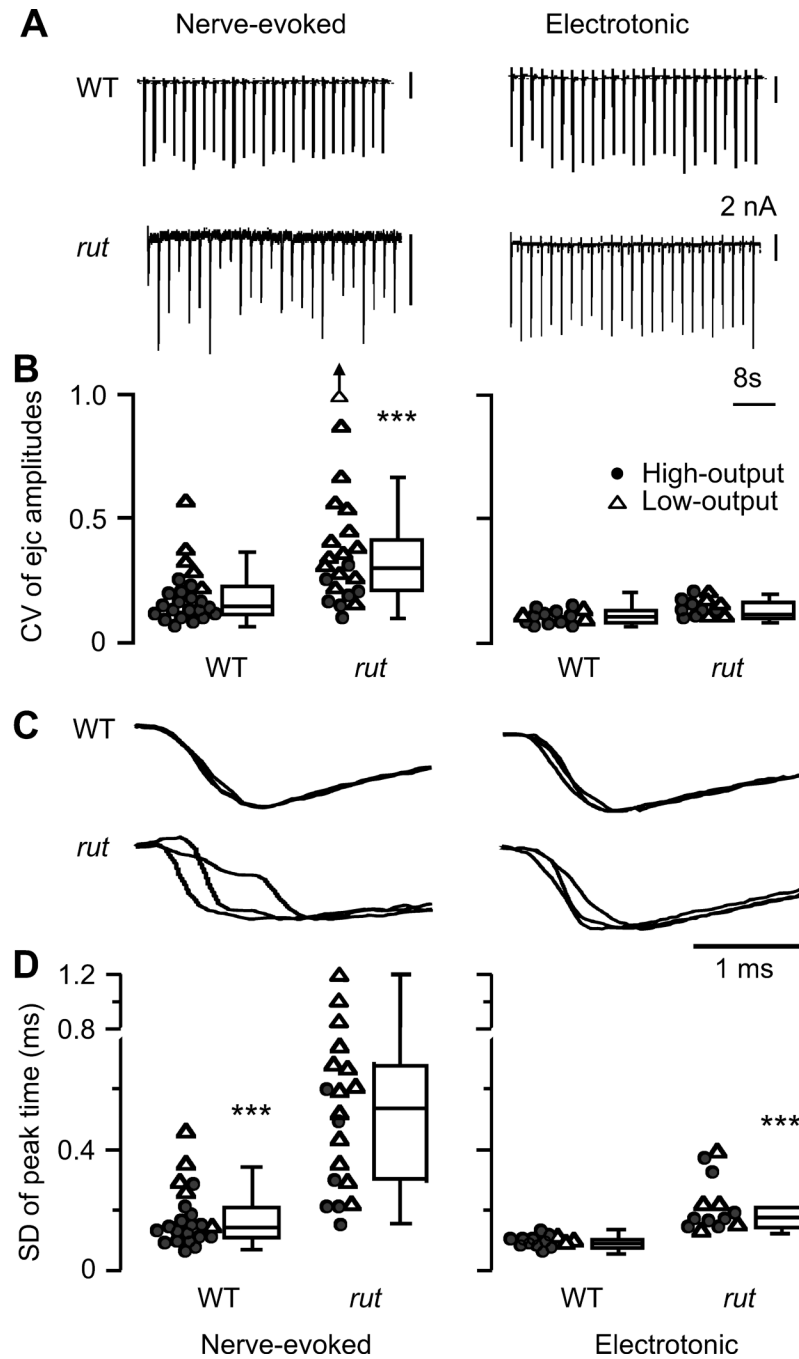 A
Nerve-evoked
Electrotonic
WT
rut
2 nA
8s
B
CV of ejc amplitudes
1.0
0.5
0
***
High-output
Low-output
WT
rut
WT
rut
C
WT
rut
1 ms
D
SD of peak time (ms)
1.2
0.8
0.4
0
***
***
WT
rut
WT
rut
Nerve-evoked
Electrotonic